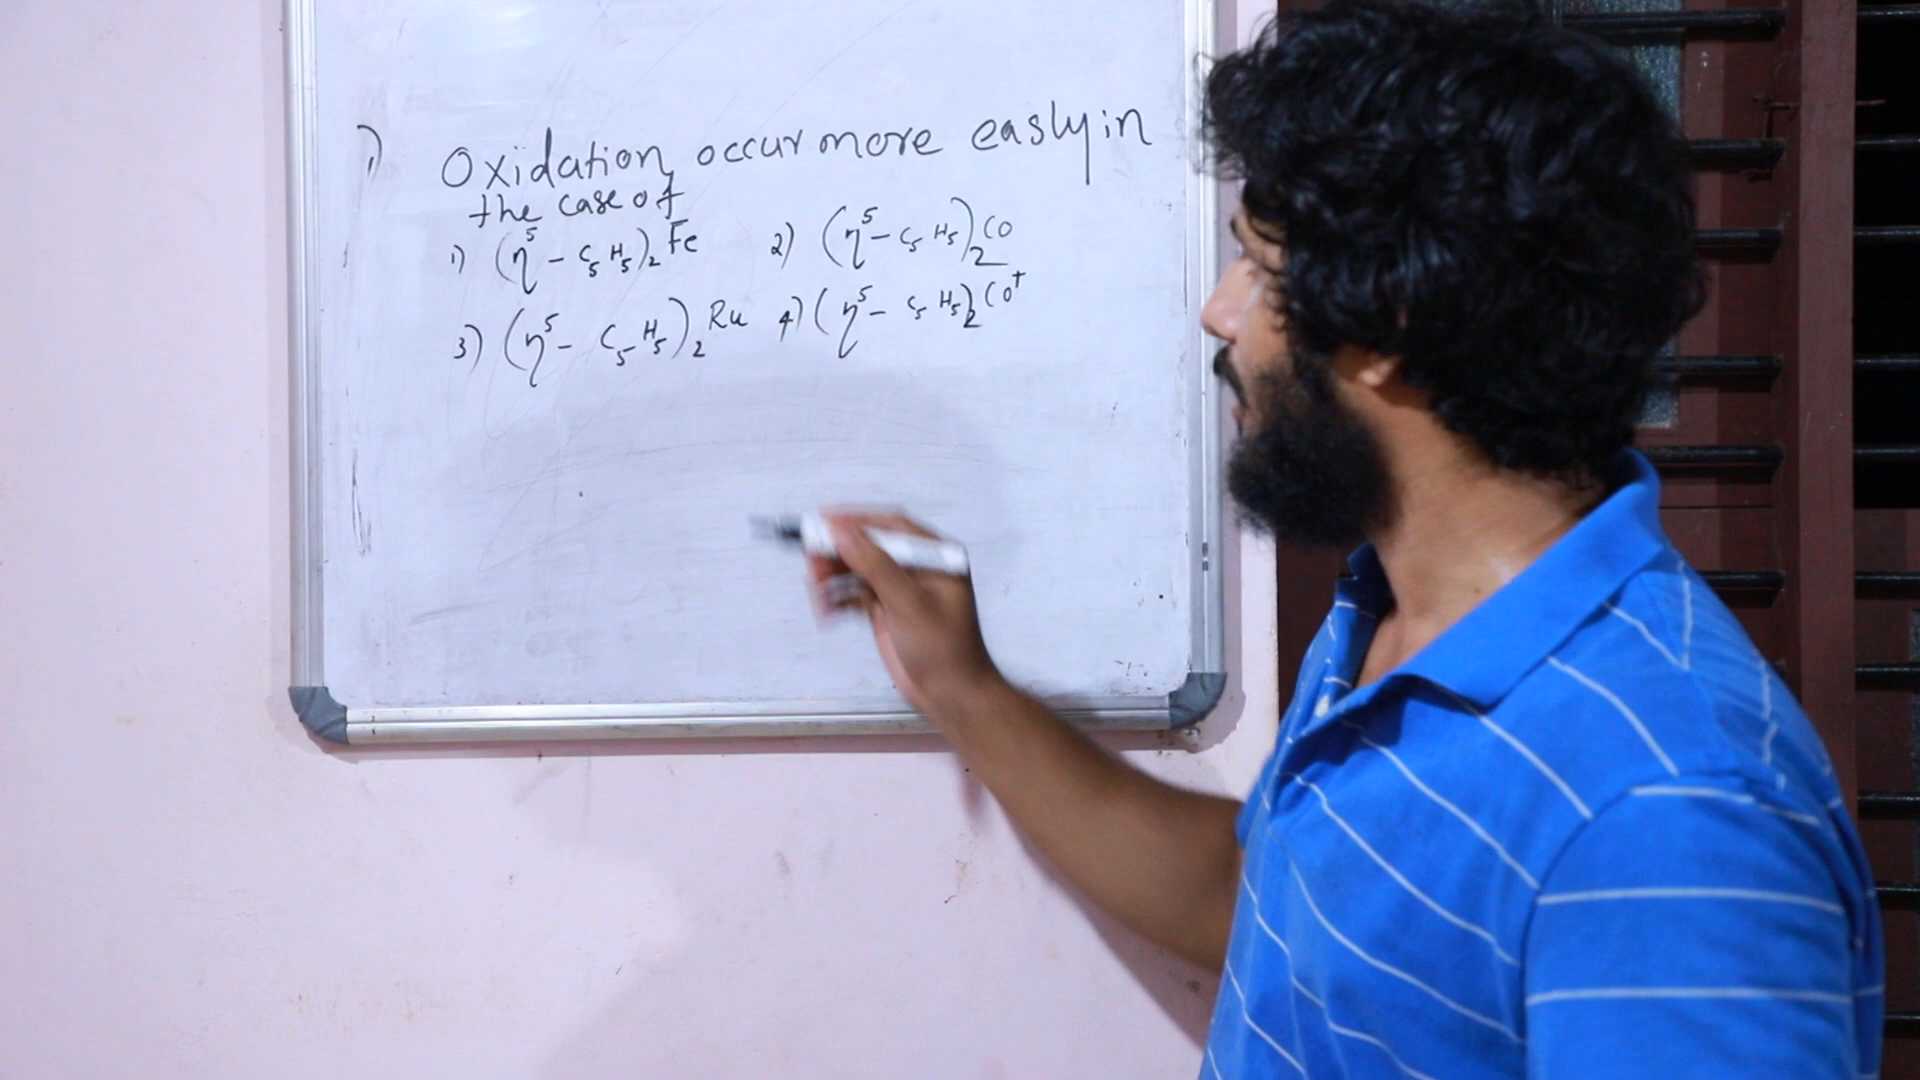 1) Oxidation occur more easly in
the case of
1) (η⁵ - C₅H₅)₂ Fe 2) (η⁵ - C₅H₅)₂ CO
3) (η⁵ - C₅H₅)₂ Ru 4) (η⁵ - C₅H₅)₂ CO⁺